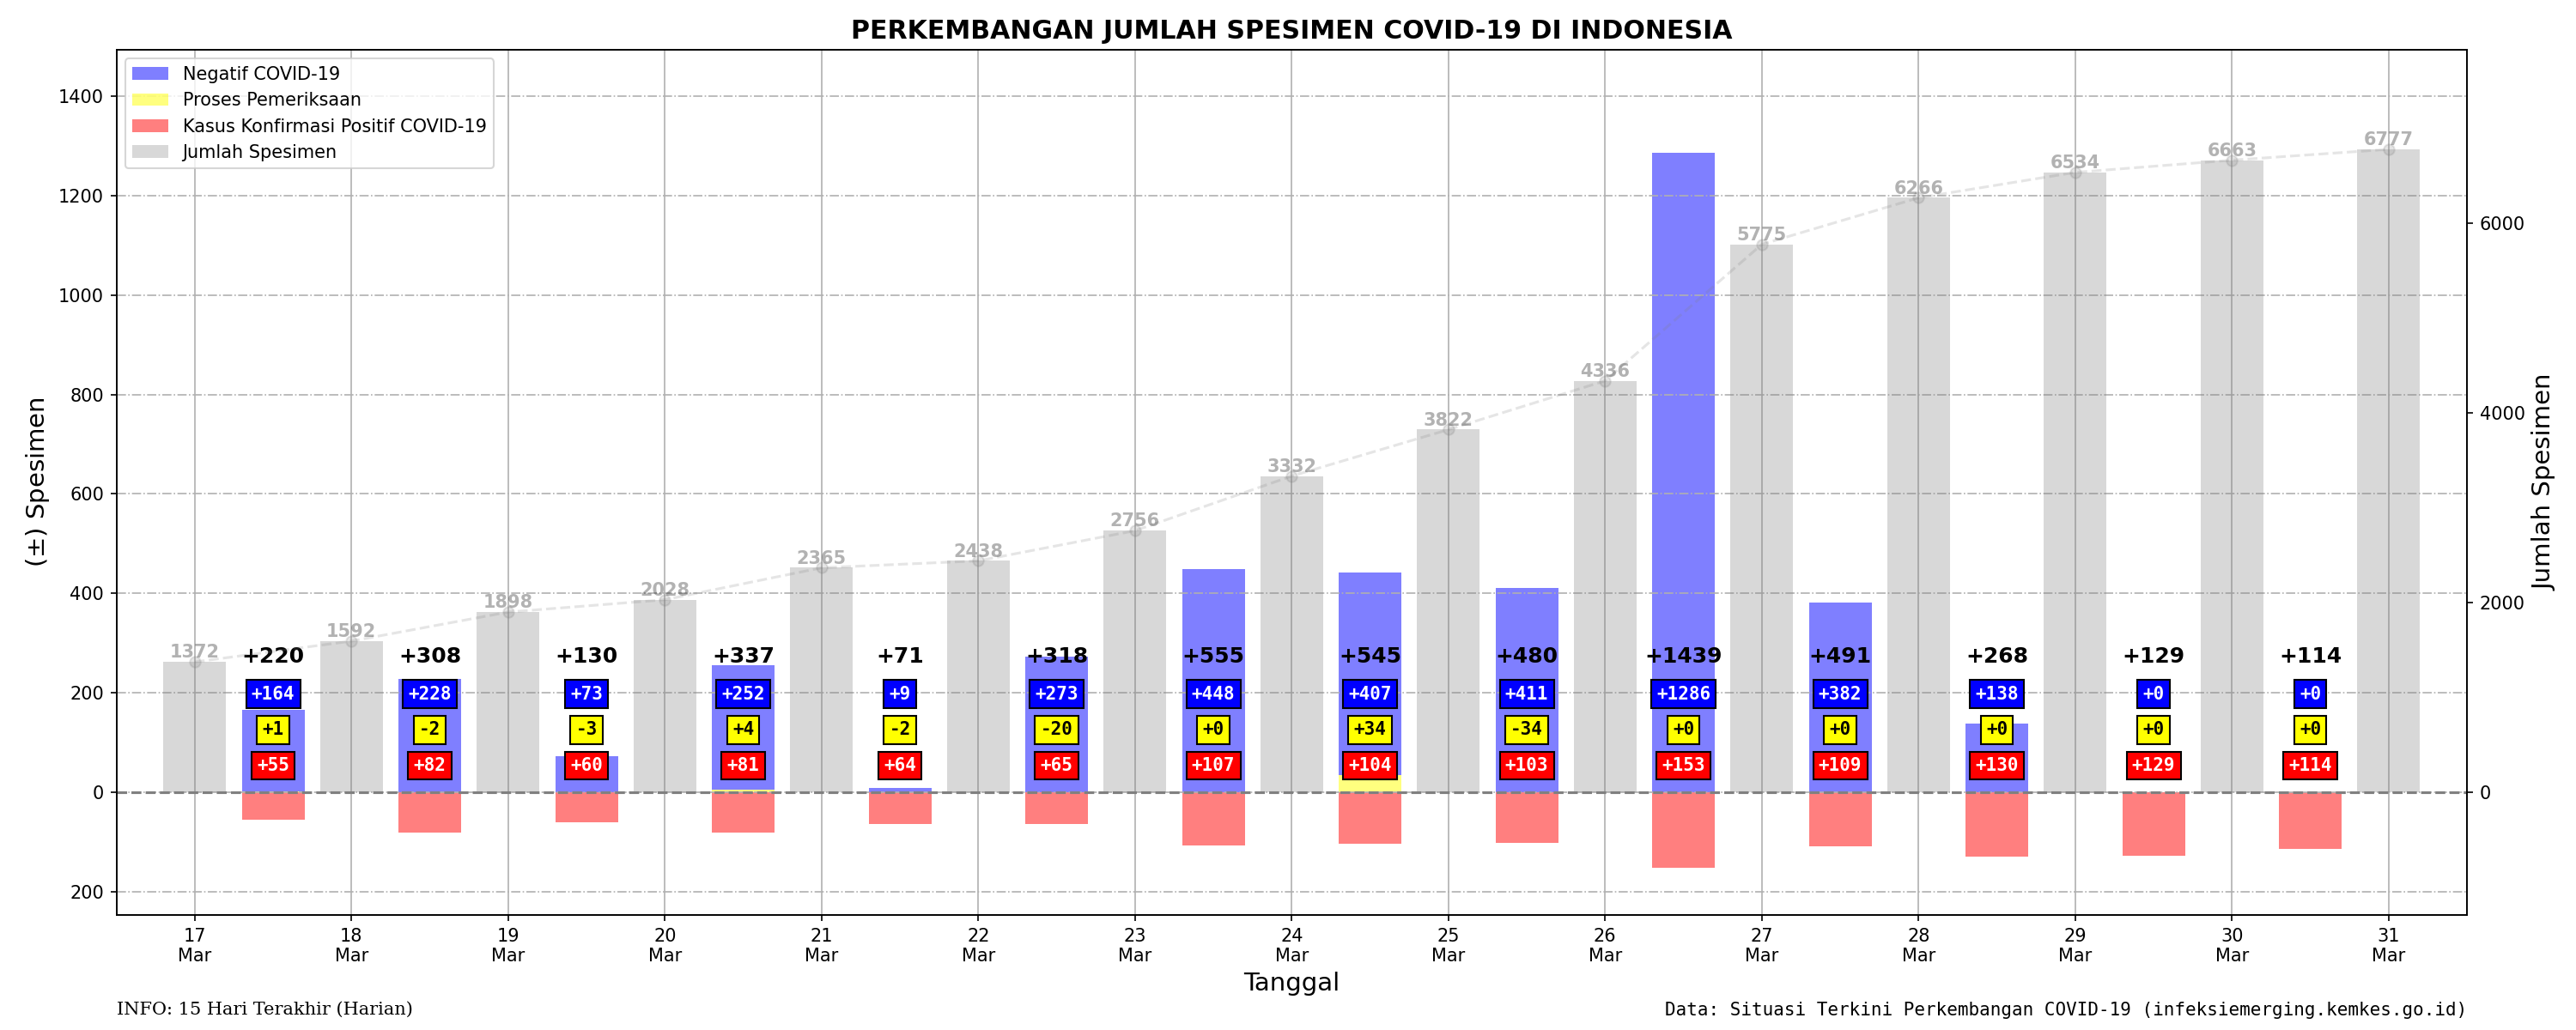 PERKEMBANGAN JUMLAH SPESIMEN COVID-19 DI INDONESIA
Negatif COVID-19
Proses Pemeriksaan
Kasus Konfirmasi Positif COVID-19
Jumlah Spesimen
(±) Spesimen
1400
1200
1000
800
600
400
200
0
200
Jumlah Spesimen
6000
4000
2000
0
1372
1592
1898
2028
2365
2438
2756
3332
3822
4336
5775
6266
6534
6663
6777
+220 +308 +130 +337 +71 +318 +555 +545 +480 +1439 +491 +268 +129 +114
+164 +228 +73 +252 +9 +273 +448 +407 +411 +1286 +382 +138 +0 +0
+1 -2 -3 +4 -2 -20 +0 +34 -34 +0 +0 +0 +0 +0
+55 +82 +60 +81 +64 +65 +107 +104 +103 +153 +109 +130 +129 +114
17 18 19 20 21 22 23 24 25 26 27 28 29 30 31
Mar Mar Mar Mar Mar Mar Mar Mar Mar Mar Mar Mar Mar Mar Mar
Tanggal
INFO: 15 Hari Terakhir (Harian)
Data: Situasi Terkini Perkembangan COVID-19 (infeksiemerging.kemkes.go.id)